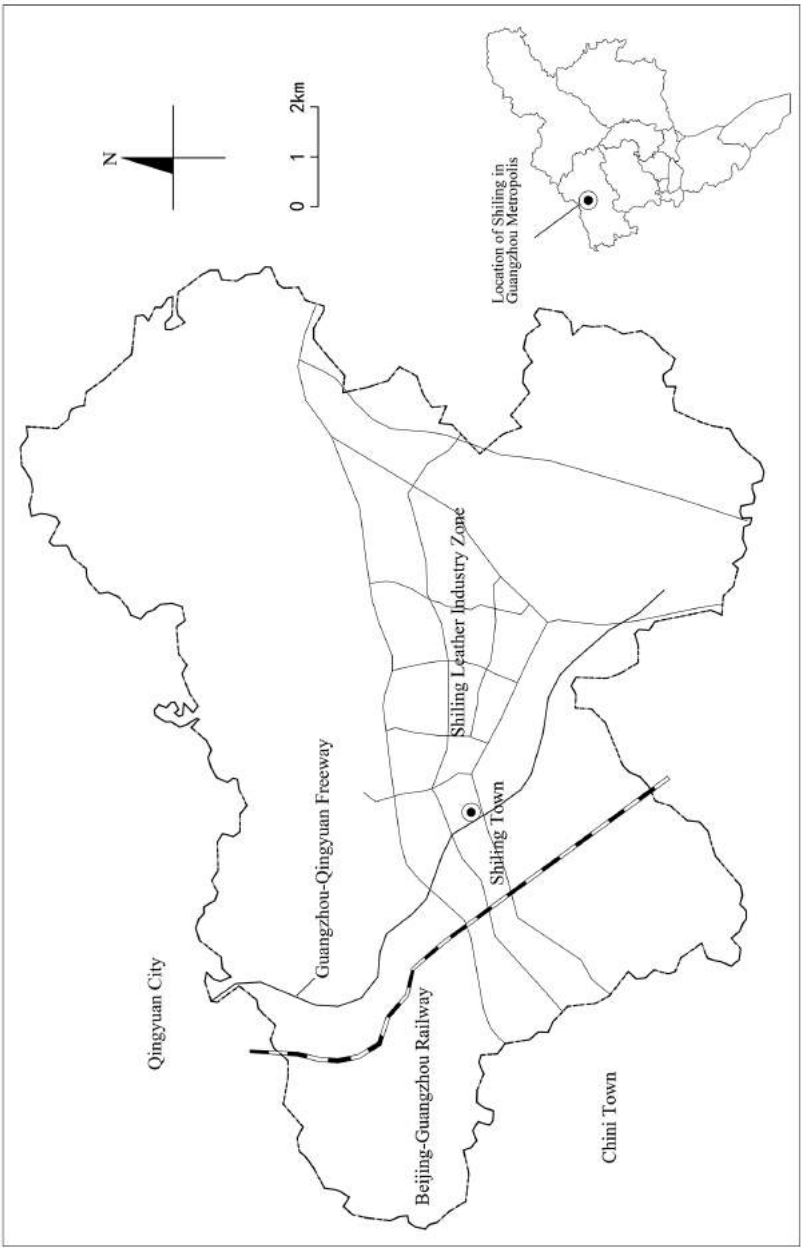 N
0 1 2km
Location of Shiling in
Guangzhou Metropolis
Qingyuan City
Guangzhou-Qingyuan Freeway
Shiling Leather Industry Zone
Shiling Town
Beijing-Guangzhou Railway
Chini Town